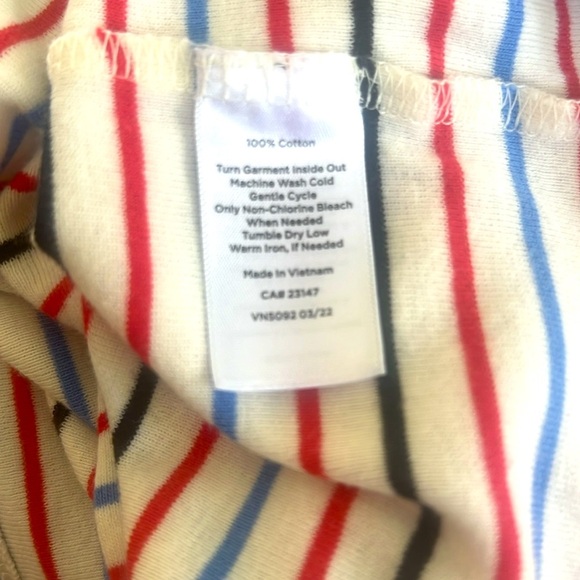 100% Cotton
Turn Garment Inside Out
Machine Wash Cold
Gentle Cycle
Only Non-Chlorine Bleach
When Needed
Tumble Dry Low
Warm Iron, If Needed
Made In Vietnam
CA# 23147
VN5092 03/22